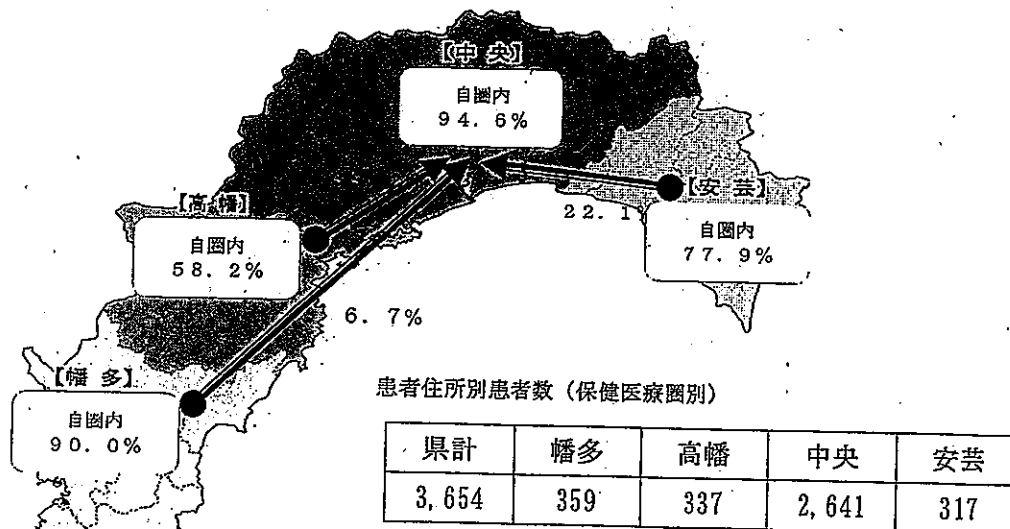 【中 央】
自圏内
94.6%
【高 幡】
自圏内
58.2%
【安 芸】
自圏内
77.9%
22.1
6.7%
【幡 多】
自圏内
90.0%
患者住所別患者数（保健医療圏別）
県計 幡多 高幡 中央 安芸
3,654 359 337 2,641 317